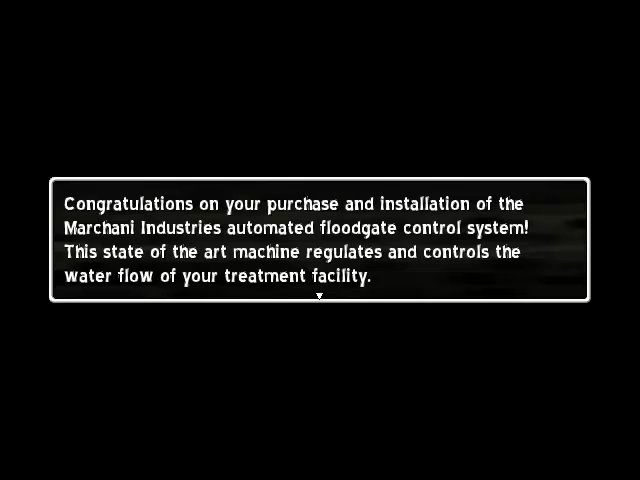 Congratulations on your purchase and installation of the
Marchani Industries automated floodgate control system!
This state of the art machine regulates and controls the
water flow of your treatment facility.